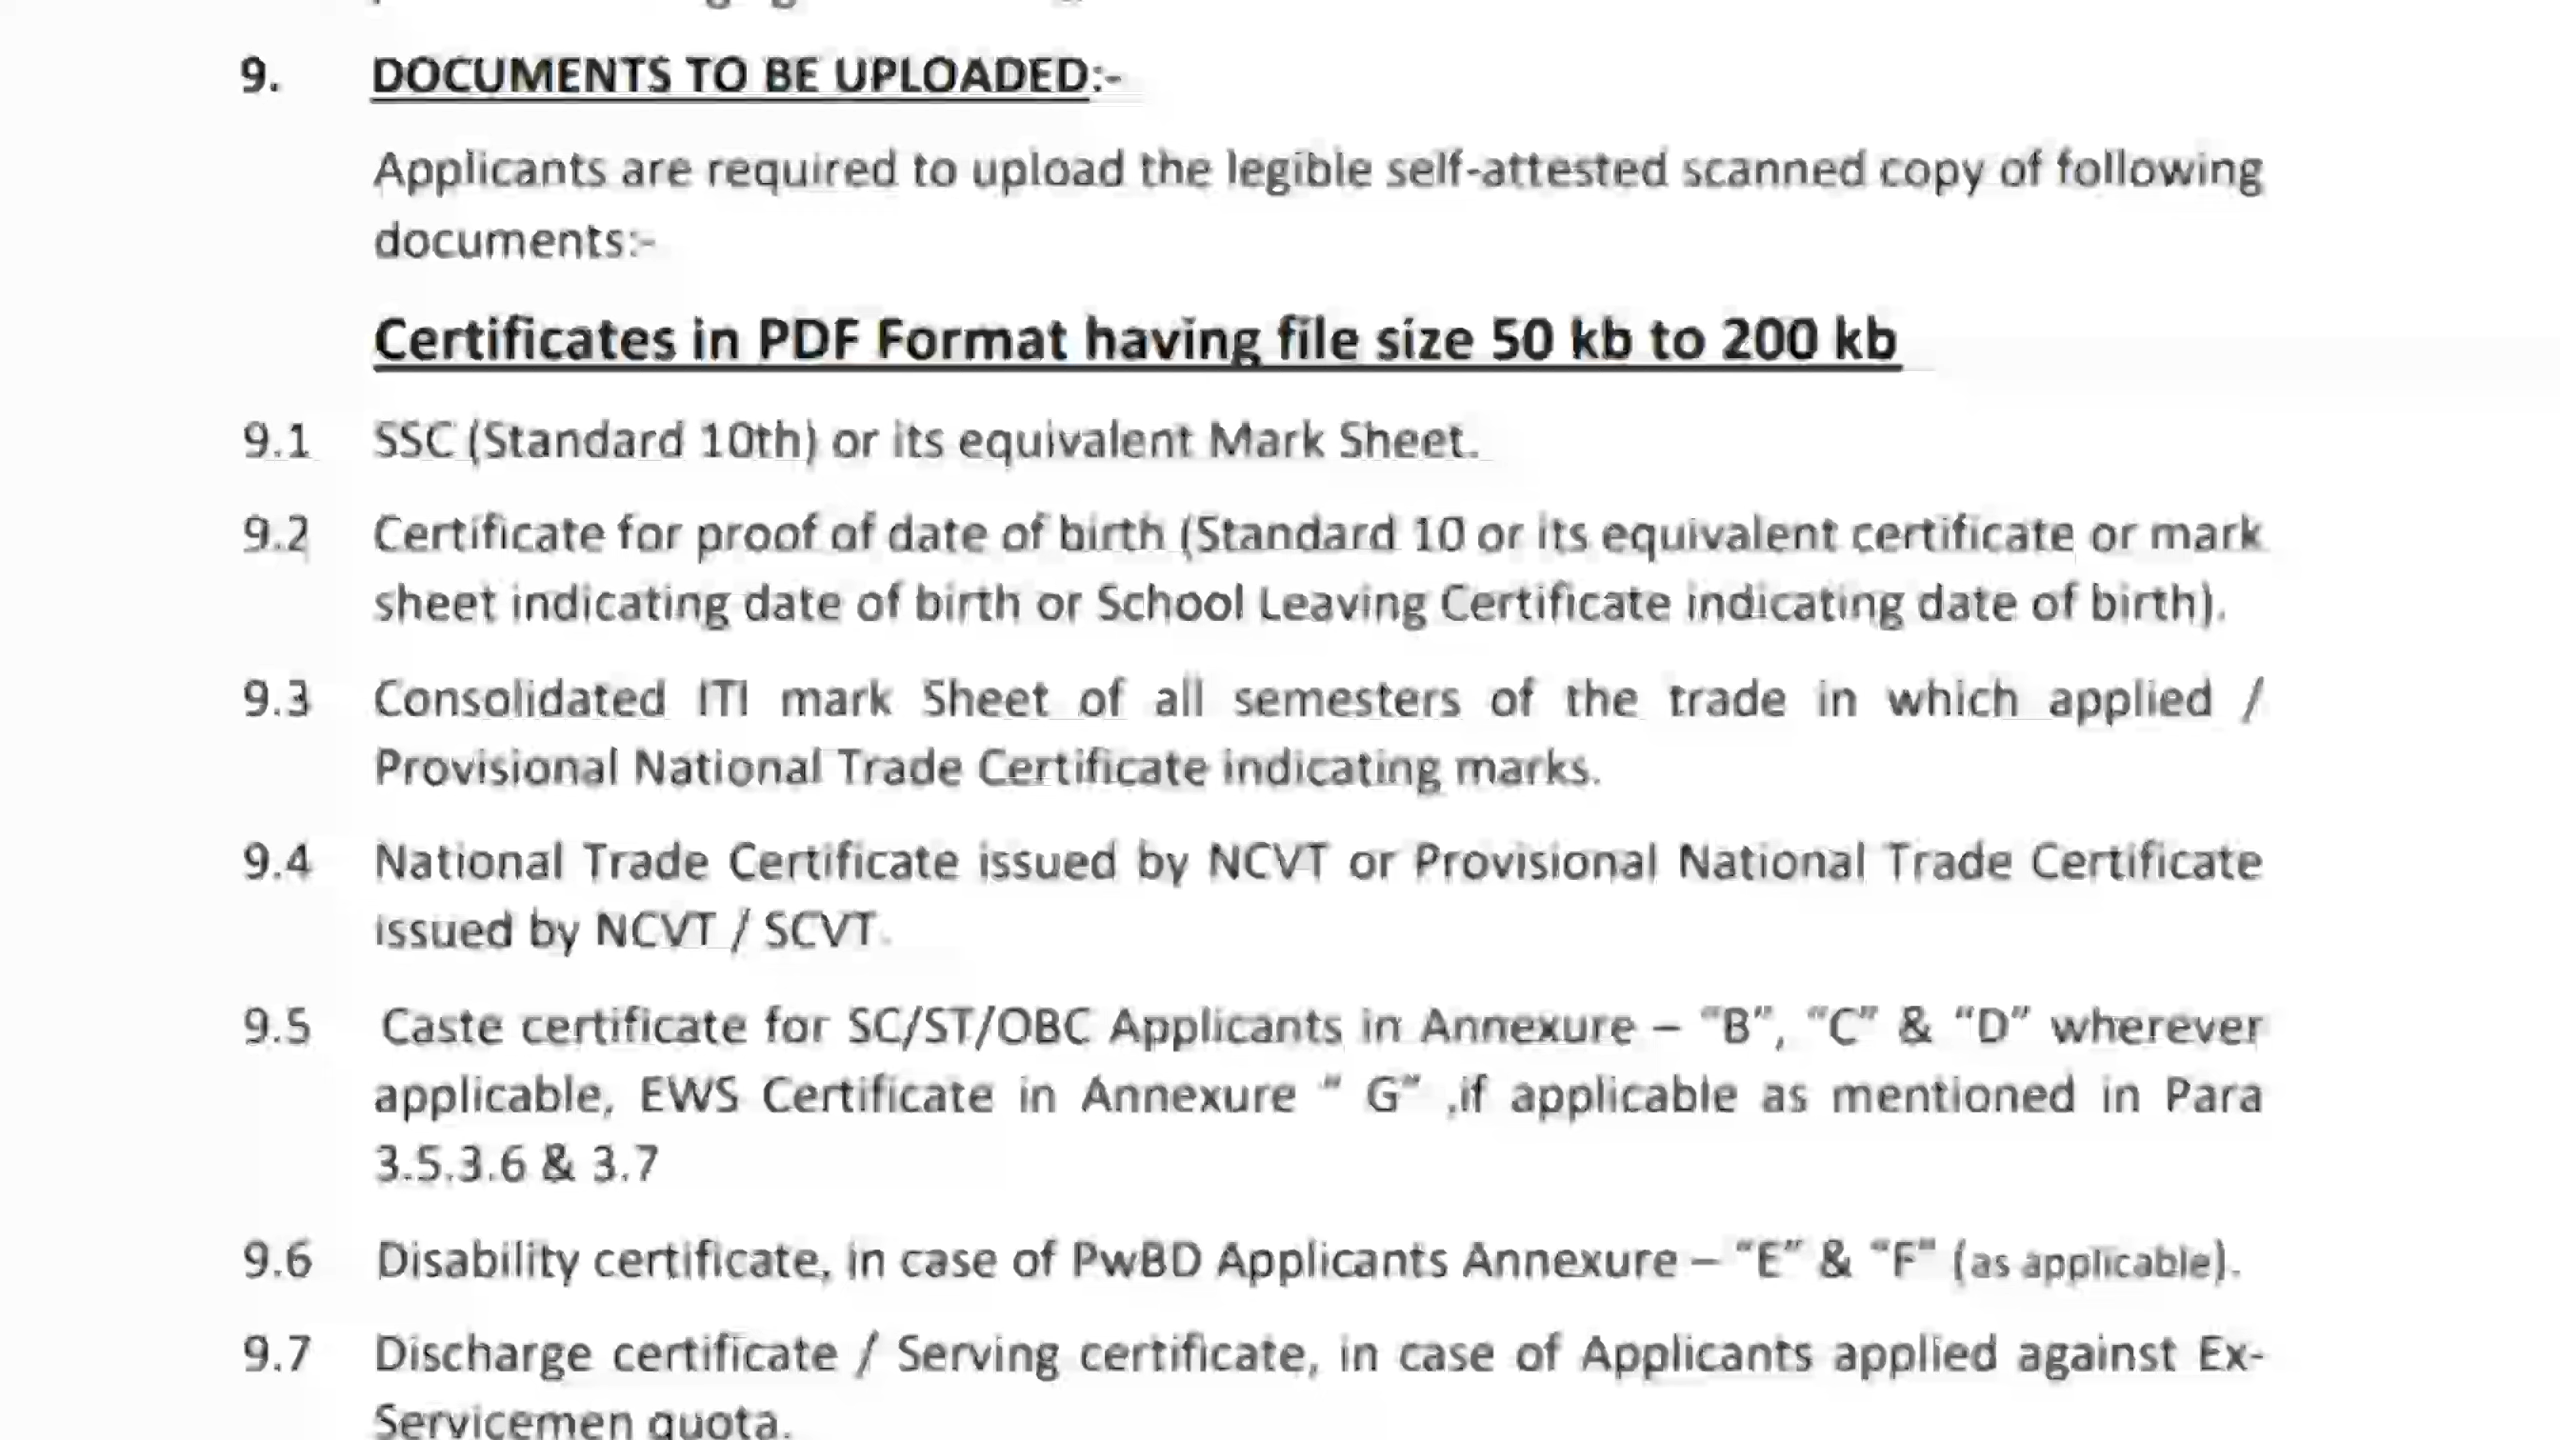 9. DOCUMENTS TO BE UPLOADED:-
Applicants are required to upload the legible self-attested scanned copy of following
documents:-
Certificates in PDF Format having file size 50 kb to 200 kb
9.1 SSC (Standard 10th) or its equivalent Mark Sheet.
9.2 Certificate for proof of date of birth (Standard 10 or its equivalent certificate or mark
sheet indicating date of birth or School Leaving Certificate indicating date of birth).
9.3 Consolidated ITI mark Sheet of all semesters of the trade in which applied /
Provisional National Trade Certificate indicating marks.
9.4 National Trade Certificate issued by NCVT or Provisional National Trade Certificate
issued by NCVT / SCVT.
9.5 Caste certificate for SC/ST/OBC Applicants in Annexure – “B”, “C” & “D” wherever
applicable, EWS Certificate in Annexure “ G” ,if applicable as mentioned in Para
3.5.3.6 & 3.7
9.6 Disability certificate, in case of PwBD Applicants Annexure – “E” & “F” (as applicable).
9.7 Discharge certificate / Serving certificate, in case of Applicants applied against Ex-
Servicemen quota.